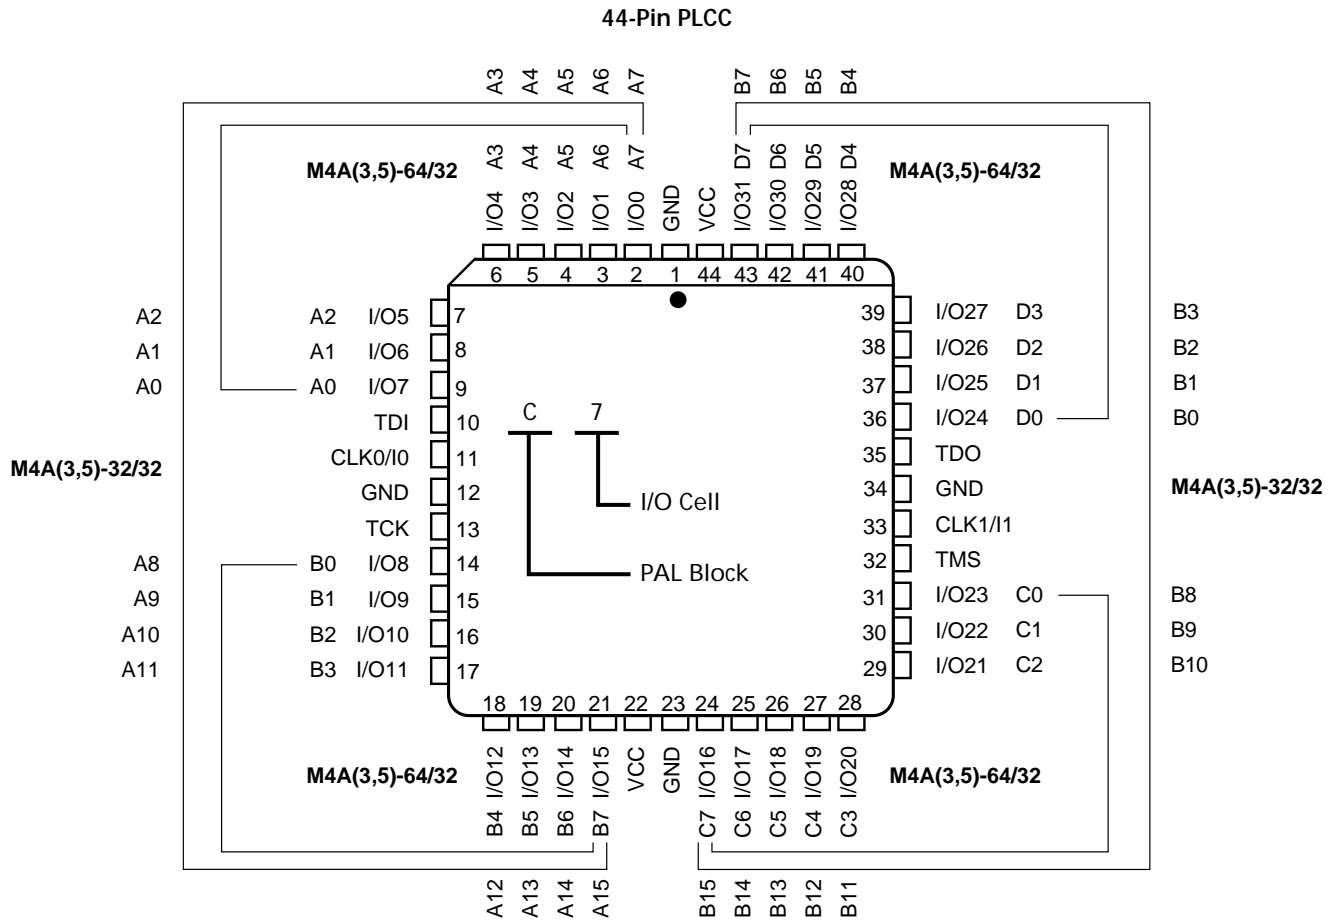 44-Pin PLCC
A3 A4 A5 A6 A7 B7 B6 B5 B4
M4A(3,5)-64/32 A3 A4 A5 A6 A7 D7 D6 D5 D4 M4A(3,5)-64/32
I/O4 I/O3 I/O2 I/O1 I/O0 GND VCC I/O31 I/O30 I/O29 I/O28
6 5 4 3 2 1 44 43 42 41 40
A2 A2 I/O5 7 39 I/O27 D3 B3
A1 A1 I/O6 8 38 I/O26 D2 B2
A0 A0 I/O7 9 37 I/O25 D1 B1
TDI 10 C 7 36 I/O24 D0 B0
CLK0/I0 11 35 TDO
M4A(3,5)-32/32
GND 12 34 GND M4A(3,5)-32/32
I/O Cell
TCK 13 33 CLK1/I1
A8 B0 I/O8 14 PAL Block 32 TMS
A9 B1 I/O9 15 31 I/O23 C0 B8
A10 B2 I/O10 16 30 I/O22 C1 B9
A11 B3 I/O11 17 29 I/O21 C2 B10
18 19 20 21 22 23 24 25 26 27 28
M4A(3,5)-64/32 I/O12 I/O13 I/O14 I/O15 VCC GND I/O16 I/O17 I/O18 I/O19 I/O20 M4A(3,5)-64/32
B4 B5 B6 B7 C7 C6 C5 C4 C3
A12 A13 A14 A15 B15 B14 B13 B12 B11